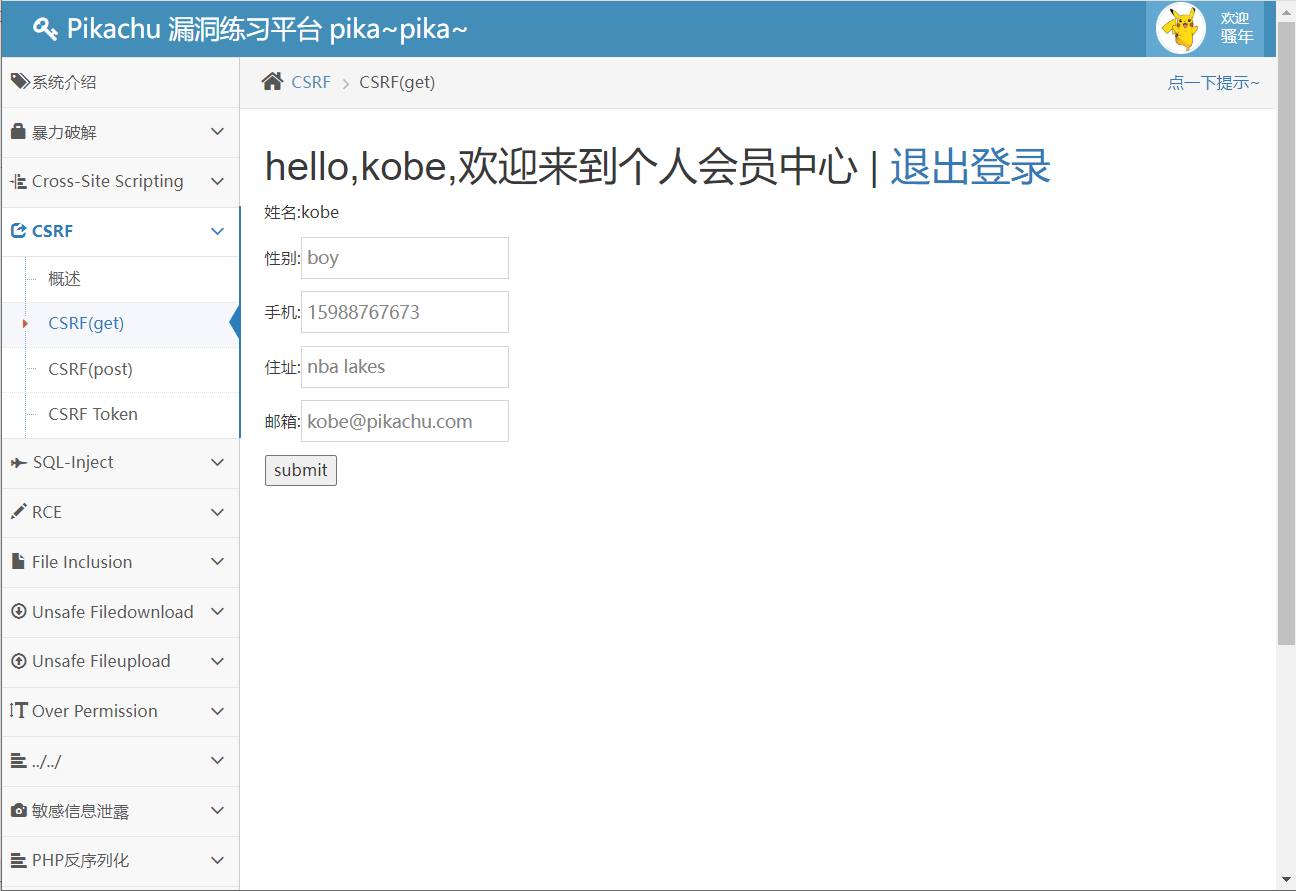 Pikachu 漏洞练习平台 pika~pika~
欢迎
骚年
系统介绍
暴力破解
Cross-Site Scripting
CSRF
概述
CSRF(get)
CSRF(post)
CSRF Token
SQL-Inject
RCE
File Inclusion
Unsafe Filedownload
Unsafe Fileupload
Over Permission
../../
敏感信息泄露
PHP反序列化
CSRF > CSRF(get)
点一下提示~
hello,kobe,欢迎来到个人会员中心 | 退出登录
姓名:kobe
性别:boy
手机:15988767673
住址:nba lakes
邮箱:kobe@pikachu.com
submit